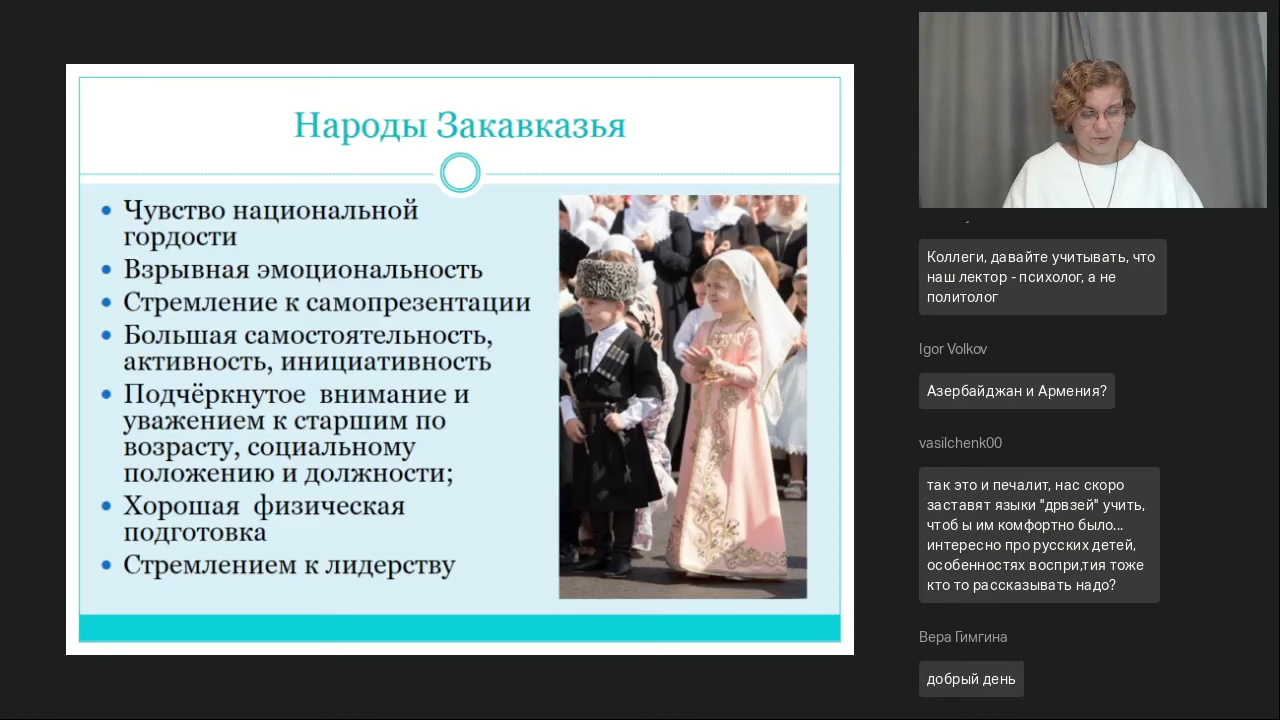 Народы Закавказья
Чувство национальной
гордости
Взрывная эмоциональность
Стремление к самопрезентации
Большая самостоятельность,
активность, инициативность
Подчёркнутое внимание и
уважением к старшим по
возрасту, социальному
положению и должности;
Хорошая физическая
подготовка
Стремлением к лидерству
Коллеги, давайте учитывать, что
наш лектор - психолог, а не
политолог
Igor Volkov
Азербайджан и Армения?
vasilchenk00
так это и печалит, нас скоро
заставят языки "дрвзей" учить,
чтоб ы им комфортно было...
интересно про русских детей,
особенностях воспри,тия тоже
кто то рассказывать надо?
Вера Гимгина
добрый день